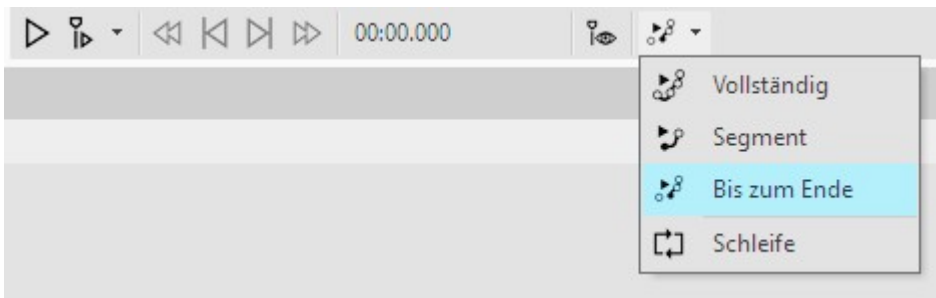 00:00.000
Vollständig
Segment
Bis zum Ende
Schleife